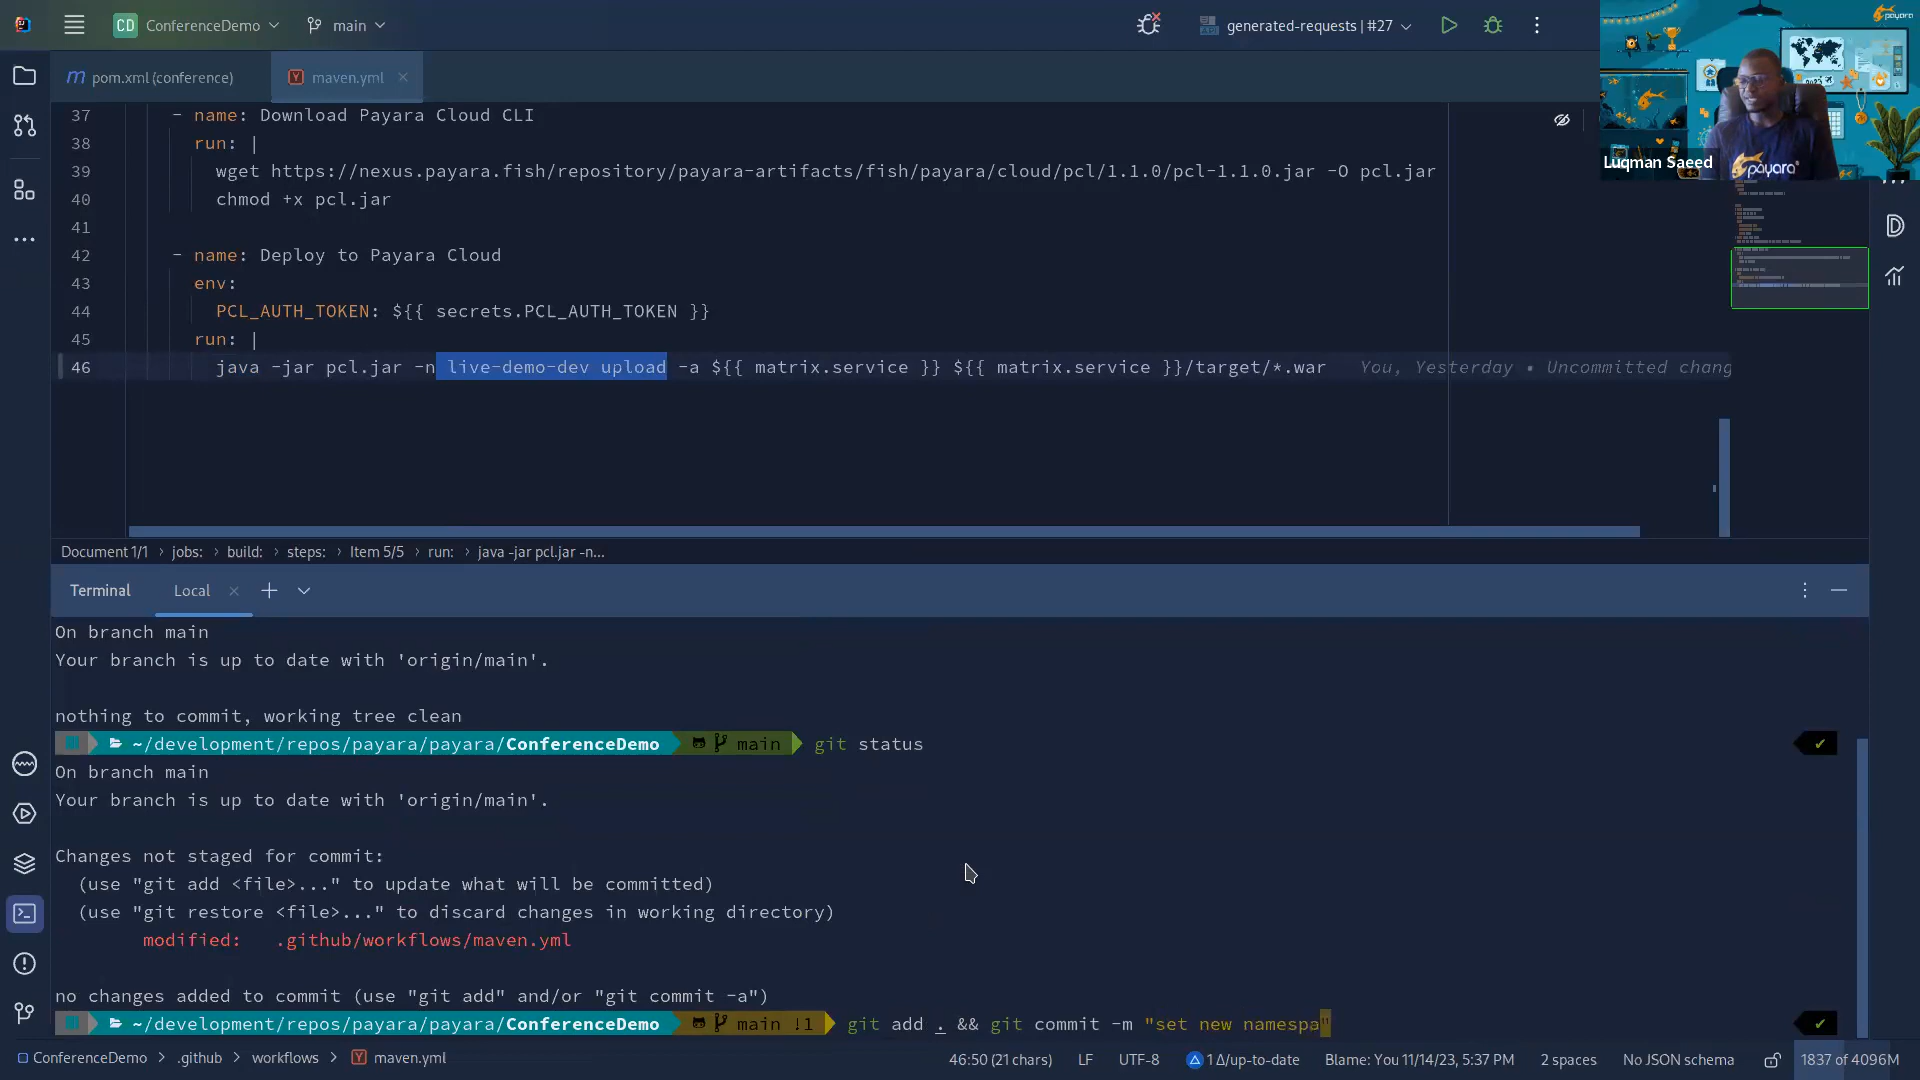 CD ConferenceDemo
main
generated-requests | #27
payara
pom.xml (conference)
maven.yml
37 - name: Download Payara Cloud CLI
38 run: |
39 wget https://nexus.payara.fish/repository/payara-artifacts/fish/payara/cloud/pcl/1.1.0/pcl-1.1.0.jar -O pcl.jar
40 chmod +x pcl.jar
41
42 - name: Deploy to Payara Cloud
43 env:
44 PCL_AUTH_TOKEN: ${{ secrets.PCL_AUTH_TOKEN }}
45 run: |
46 java -jar pcl.jar -n live-demo-dev upload -a ${{ matrix.service }} ${{ matrix.service }}/target/*.war You, Yesterday • Uncommitted chang
Luqman Saeed
payara
Document 1/1 › jobs: › build: › steps: › Item 5/5 › run: › java -jar pcl.jar -n...
Terminal
Local
On branch main
Your branch is up to date with 'origin/main'.
nothing to commit, working tree clean
~/development/repos/payara/payara/ConferenceDemo main git status
On branch main
Your branch is up to date with 'origin/main'.
Changes not staged for commit:
(use "git add <file>..." to update what will be committed)
(use "git restore <file>..." to discard changes in working directory)
modified: .github/workflows/maven.yml
no changes added to commit (use "git add" and/or "git commit -a")
~/development/repos/payara/payara/ConferenceDemo main !1 git add . && git commit -m "set new namespa"
ConferenceDemo › .github › workflows › maven.yml
46:50 (21 chars)
LF
UTF-8
1 Δ/up-to-date
Blame: You 11/14/23, 5:37 PM
2 spaces
No JSON schema
1837 of 4096M